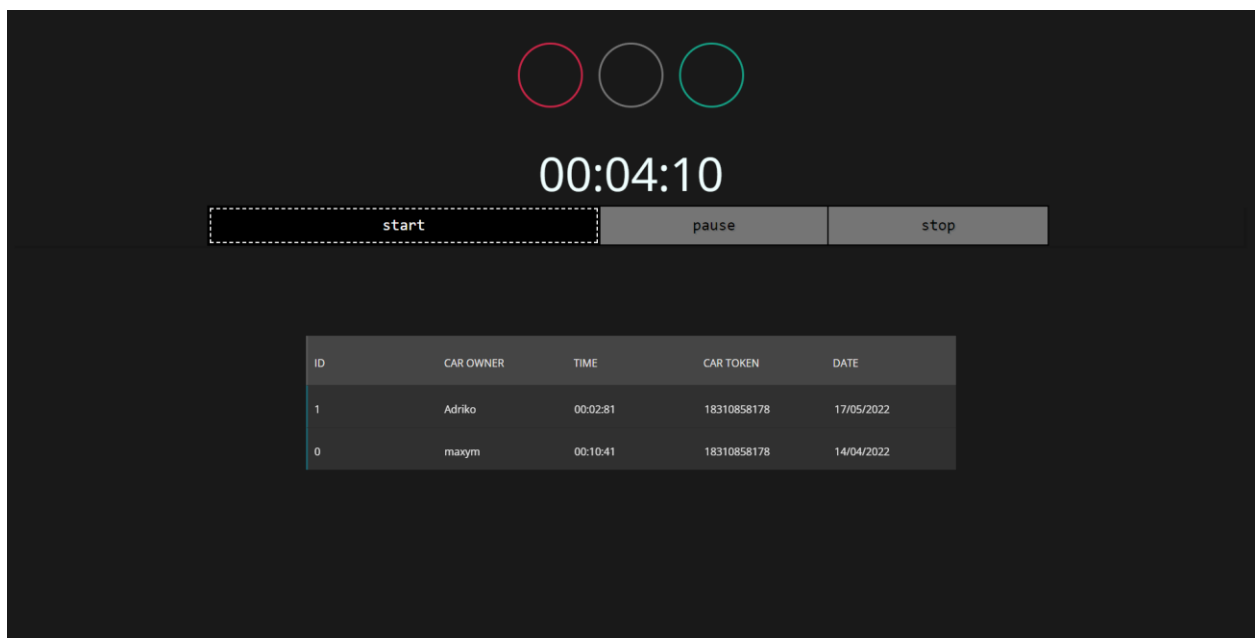 00:04:10
start pause stop
ID CAR OWNER TIME CAR TOKEN DATE
1 Adriko 00:02:81 18310858178 17/05/2022
0 maxym 00:10:41 18310858178 14/04/2022